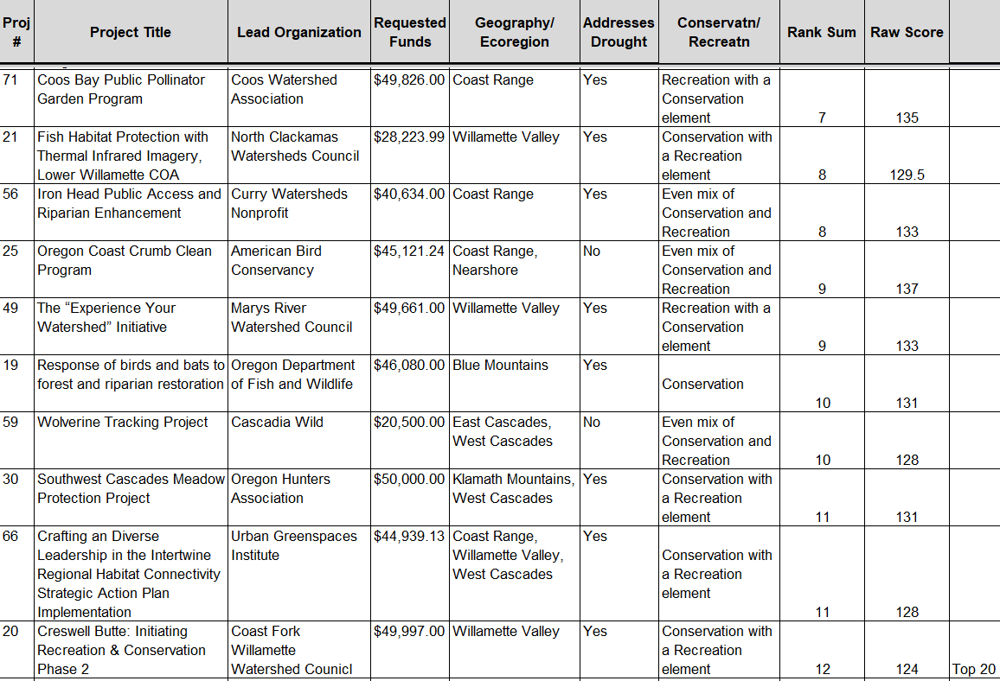 Proj # Project Title Lead Organization Requested Funds Geography/ Ecoregion Addresses Drought Conservatn/ Recreatn Rank Sum Raw Score
71 Coos Bay Public Pollinator Garden Program Coos Watershed Association $49,826.00 Coast Range Yes Recreation with a Conservation element 7 135
21 Fish Habitat Protection with Thermal Infrared Imagery, Lower Willamette COA North Clackamas Watersheds Council $28,223.99 Willamette Valley Yes Conservation with a Recreation element 8 129.5
56 Iron Head Public Access and Riparian Enhancement Curry Watersheds Nonprofit $40,634.00 Coast Range Yes Even mix of Conservation and Recreation 8 133
25 Oregon Coast Crumb Clean Program American Bird Conservancy $45,121.24 Coast Range, Nearshore No Even mix of Conservation and Recreation 9 137
49 The “Experience Your Watershed” Initiative Marys River Watershed Council $49,661.00 Willamette Valley Yes Recreation with a Conservation element 9 133
19 Response of birds and bats to forest and riparian restoration Oregon Department of Fish and Wildlife $46,080.00 Blue Mountains Yes Conservation 10 131
59 Wolverine Tracking Project Cascadia Wild $20,500.00 East Cascades, West Cascades No Even mix of Conservation and Recreation 10 128
30 Southwest Cascades Meadow Protection Project Oregon Hunters Association $50,000.00 Klamath Mountains, West Cascades Yes Conservation with a Recreation element 11 131
66 Crafting an Diverse Leadership in the Intertwine Regional Habitat Connectivity Strategic Action Plan Implementation Urban Greenspaces Institute $44,939.13 Coast Range, Willamette Valley, West Cascades Yes Conservation with a Recreation element 11 128
20 Creswell Butte: Initiating Recreation & Conservation Phase 2 Coast Fork Willamette Watershed Counicl $49,997.00 Willamette Valley Yes Conservation with a Recreation element 12 124 Top 20